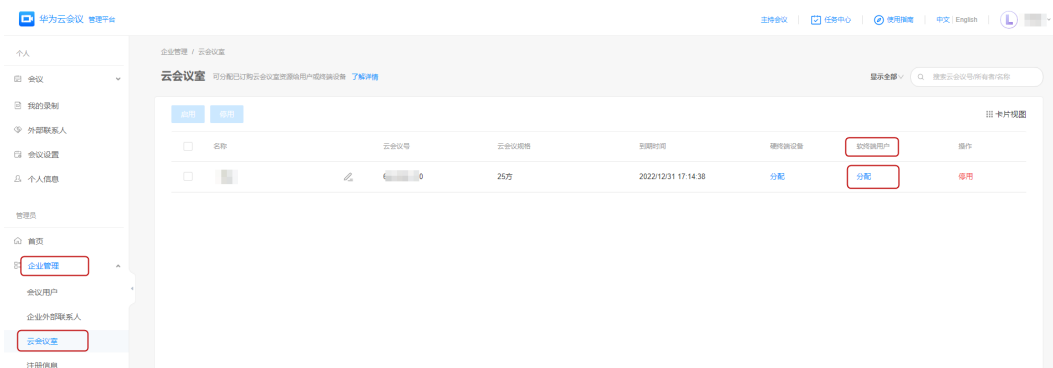 华为云会议 管理平台
主持会议 任务中心 使用指南 中文 English L
个人
会议
我的录制
外部联系人
会议设置
个人信息
管理员
首页
企业管理
会议用户
企业外部联系人
云会议室
注册信息
企业管理 / 云会议室
云会议室 可分配已订购云会议室资源给用户或终端设备 了解详情
显示全部 搜索云会议号/所有者/名称
启用 停用
卡片视图
名称 云会议号 云会议规格 到期时间 硬终端设备 软终端用户 操作
6 0 25方 2022/12/31 17:14:38 分配 分配 停用